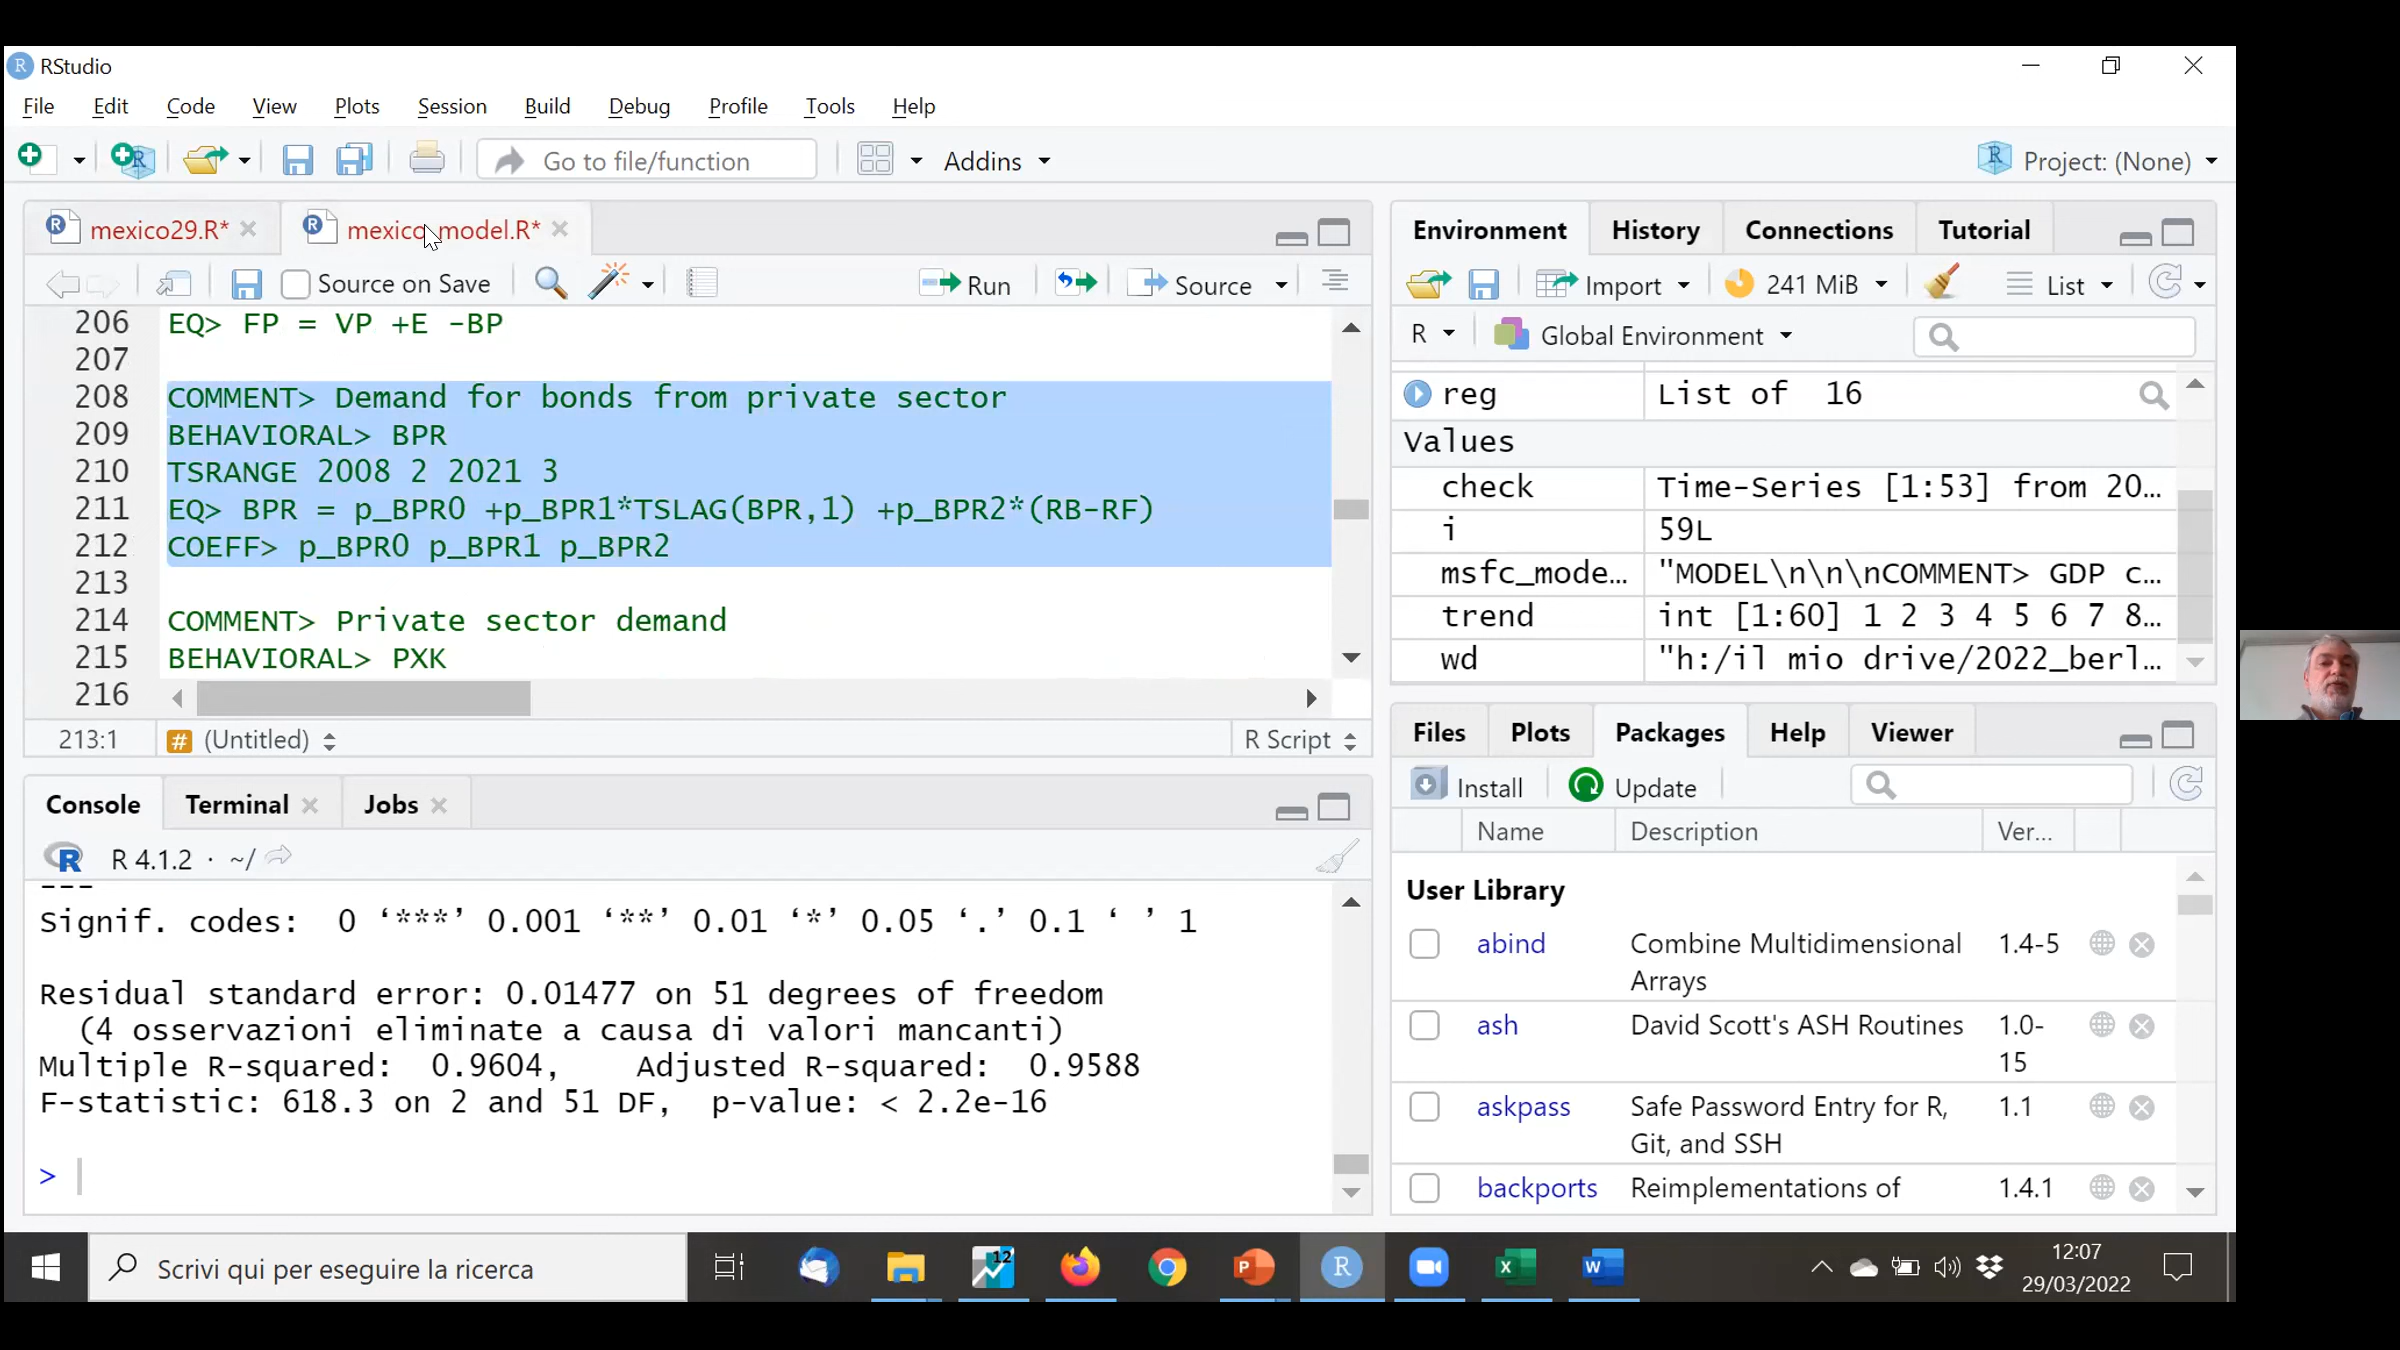 RStudio
File Edit Code View Plots Session Build Debug Profile Tools Help
Go to file/function Addins Project: (None)
mexico29.R* mexico_model.R*
Source on Save Run Source
206 EQ> FP = VP +E -BP
207
208 COMMENT> Demand for bonds from private sector
209 BEHAVIORAL> BPR
210 TSRANGE 2008 2 2021 3
211 EQ> BPR = p_BPR0 +p_BPR1*TSLAG(BPR,1) +p_BPR2*(RB-RF)
212 COEFF> p_BPR0 p_BPR1 p_BPR2
213
214 COMMENT> Private sector demand
215 BEHAVIORAL> PXK
216
213:1 # (Untitled) R Script
Console Terminal Jobs
R 4.1.2 · ~/
---
Signif. codes:  0 ‘***’ 0.001 ‘**’ 0.01 ‘*’ 0.05 ‘.’ 0.1 ‘ ’ 1
Residual standard error: 0.01477 on 51 degrees of freedom
(4 osservazioni eliminate a causa di valori mancanti)
Multiple R-squared:  0.9604,    Adjusted R-squared:  0.9588
F-statistic: 618.3 on 2 and 51 DF,  p-value: < 2.2e-16
>
Environment History Connections Tutorial
Import 241 MiB List
R Global Environment
reg List of  16
Values
check Time-Series [1:53] from 20…
i 59L
msfc_mode… "MODEL\n\n\nCOMMENT> GDP c…
trend int [1:60] 1 2 3 4 5 6 7 8…
wd "h:/il mio drive/2022_berl…
Files Plots Packages Help Viewer
Install Update
Name Description Ver...
User Library
abind Combine Multidimensional 1.4-5
Arrays
ash David Scott's ASH Routines 1.0-
15
askpass Safe Password Entry for R, 1.1
Git, and SSH
backports Reimplementations of 1.4.1
Scrivi qui per eseguire la ricerca
12
12:07
29/03/2022